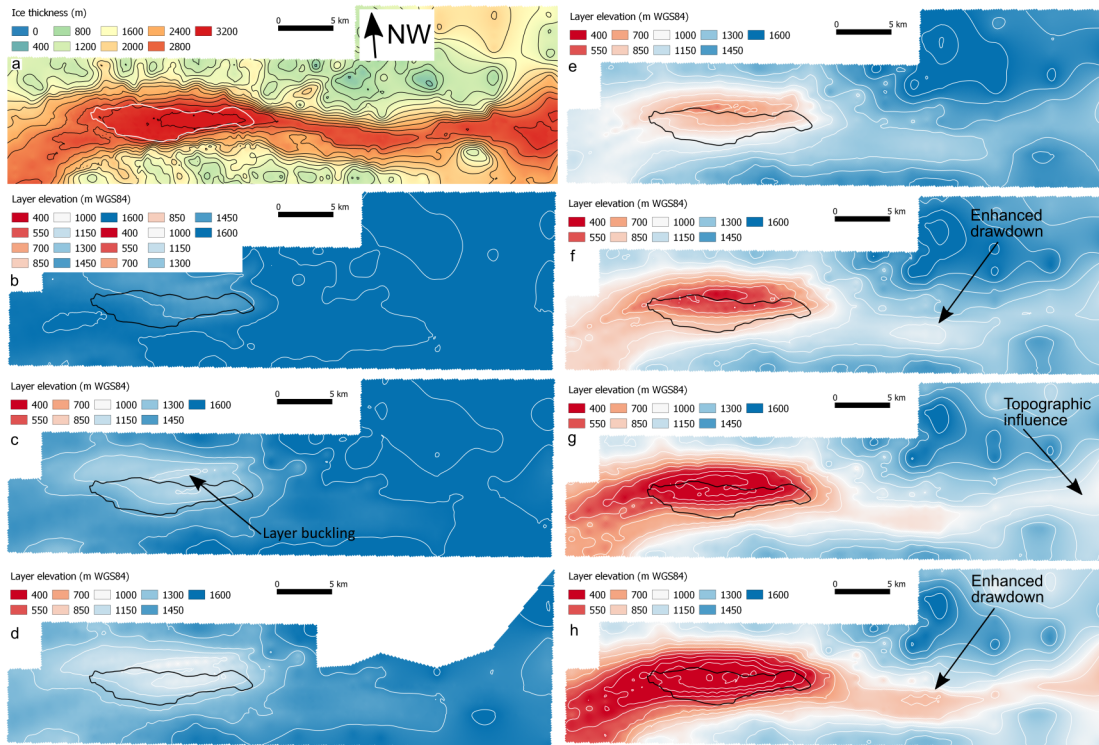 Ice thickness (m)
0 800 1600 2400 3200
400 1200 2000 2800
0 5 km
NW
a
Layer elevation (m WGS84)
400 1000 1600 850 1450
550 1150 400 1000 1600
700 1300 550 1150
850 1450 700 1300
0 5 km
b
Layer elevation (m WGS84)
400 700 1000 1300 1600
550 850 1150 1450
0 5 km
c
Layer buckling
Layer elevation (m WGS84)
400 700 1000 1300 1600
550 850 1150 1450
0 5 km
d
Layer elevation (m WGS84)
400 700 1000 1300 1600
550 850 1150 1450
0 5 km
e
Layer elevation (m WGS84)
400 700 1000 1300 1600
550 850 1150 1450
0 5 km
Enhanced
drawdown
f
Layer elevation (m WGS84)
400 700 1000 1300 1600
550 850 1150 1450
0 5 km
Topographic
influence
g
Layer elevation (m WGS84)
400 700 1000 1300 1600
550 850 1150 1450
0 5 km
Enhanced
drawdown
h